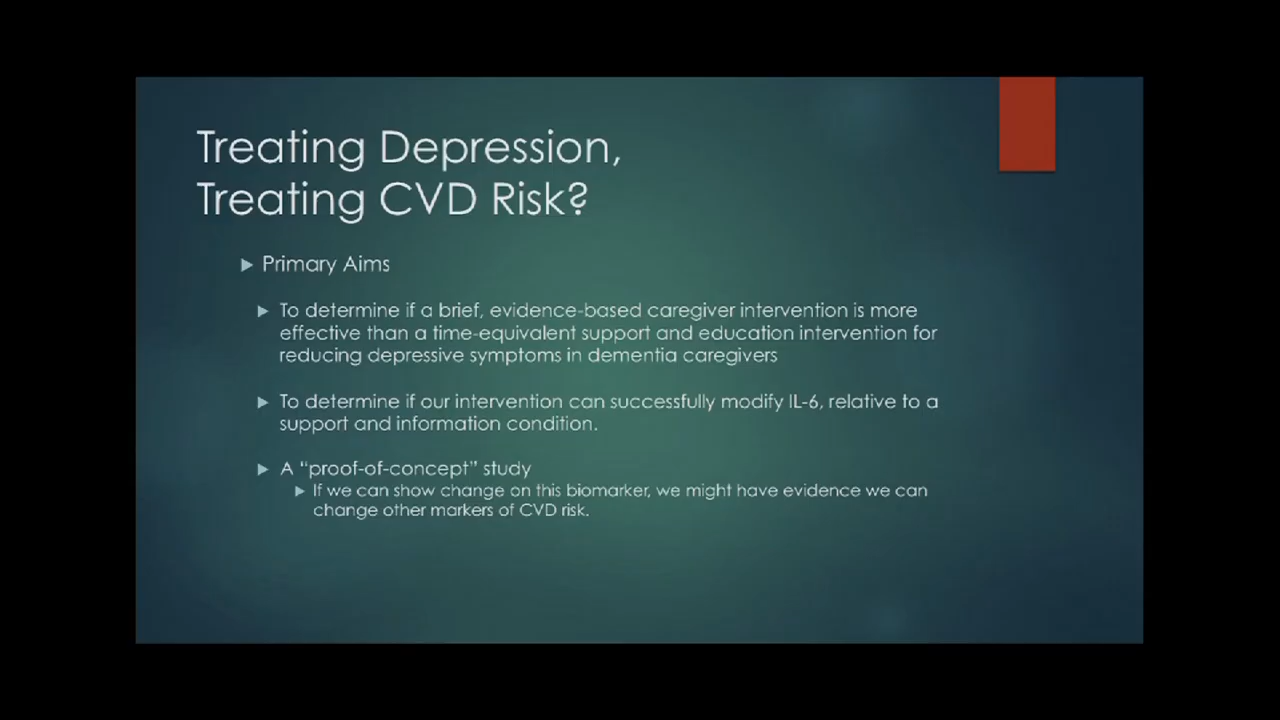 Treating Depression,
Treating CVD Risk?
Primary Aims
To determine if a brief, evidence-based caregiver intervention is more
effective than a time-equivalent support and education intervention for
reducing depressive symptoms in dementia caregivers
To determine if our intervention can successfully modify IL-6, relative to a
support and information condition.
A “proof-of-concept” study
If we can show change on this biomarker, we might have evidence we can
change other markers of CVD risk.